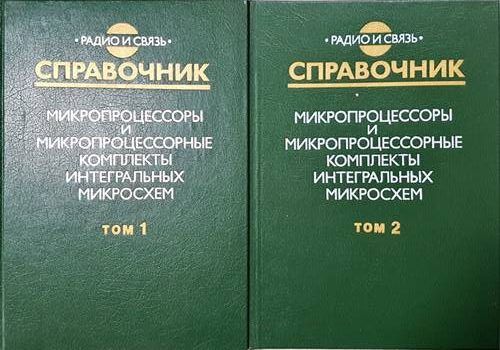 • РАДИО И СВЯЗЬ •
СПРАВОЧНИК
МИКРОПРОЦЕССОРЫ
И
МИКРОПРОЦЕССОРНЫЕ
КОМПЛЕКТЫ
ИНТЕГРАЛЬНЫХ
МИКРОСХЕМ
ТОМ 1
• РАДИО И СВЯЗЬ •
СПРАВОЧНИК
МИКРОПРОЦЕССОРЫ
И
МИКРОПРОЦЕССОРНЫЕ
КОМПЛЕКТЫ
ИНТЕГРАЛЬНЫХ
МИКРОСХЕМ
ТОМ 2